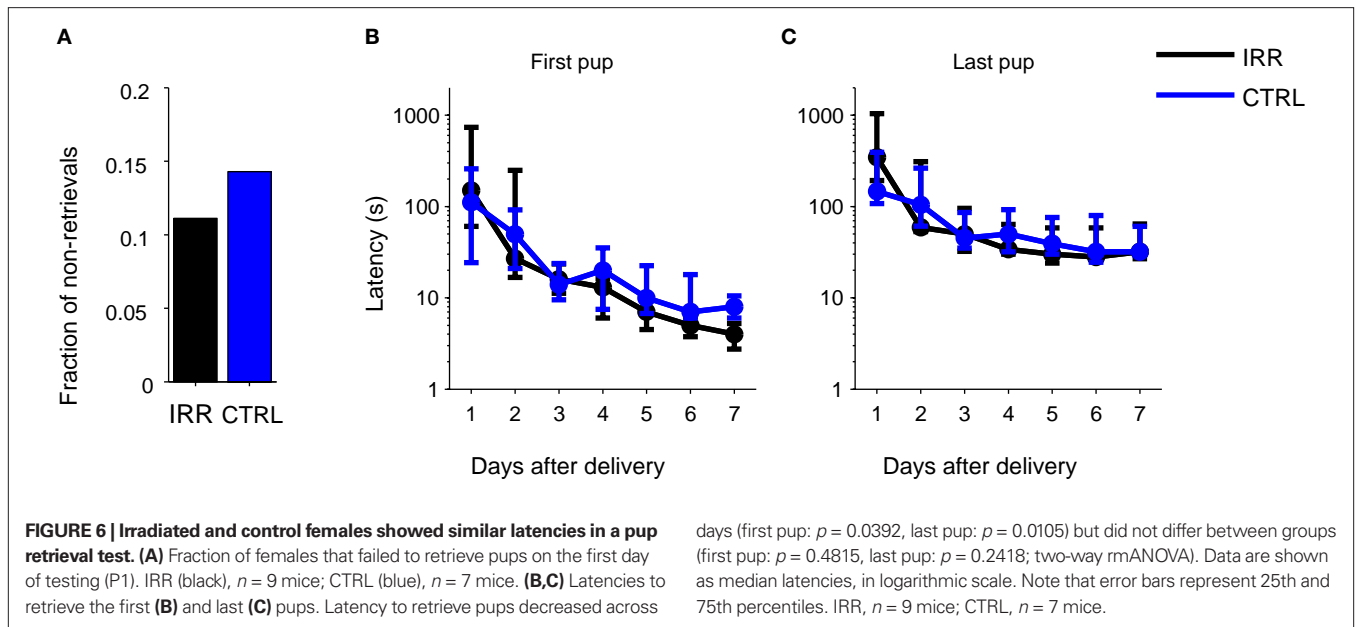 A
B
C
First pup
Last pup
IRR
CTRL
Fraction of non-retrievals
0.2
0.15
0.1
0.05
0
IRR CTRL
Latency (s)
1000
100
10
1
1 2 3 4 5 6 7
Days after delivery
1000
100
10
1
1 2 3 4 5 6 7
Days after delivery
FIGURE 6 | Irradiated and control females showed similar latencies in a pup
retrieval test. (A) Fraction of females that failed to retrieve pups on the first day
of testing (P1). IRR (black), n = 9 mice; CTRL (blue), n = 7 mice. (B,C) Latencies to
retrieve the first (B) and last (C) pups. Latency to retrieve pups decreased across
days (first pup: p = 0.0392, last pup: p = 0.0105) but did not differ between groups
(first pup: p = 0.4815, last pup: p = 0.2418; two-way rmANOVA). Data are shown
as median latencies, in logarithmic scale. Note that error bars represent 25th and
75th percentiles. IRR, n = 9 mice; CTRL, n = 7 mice.